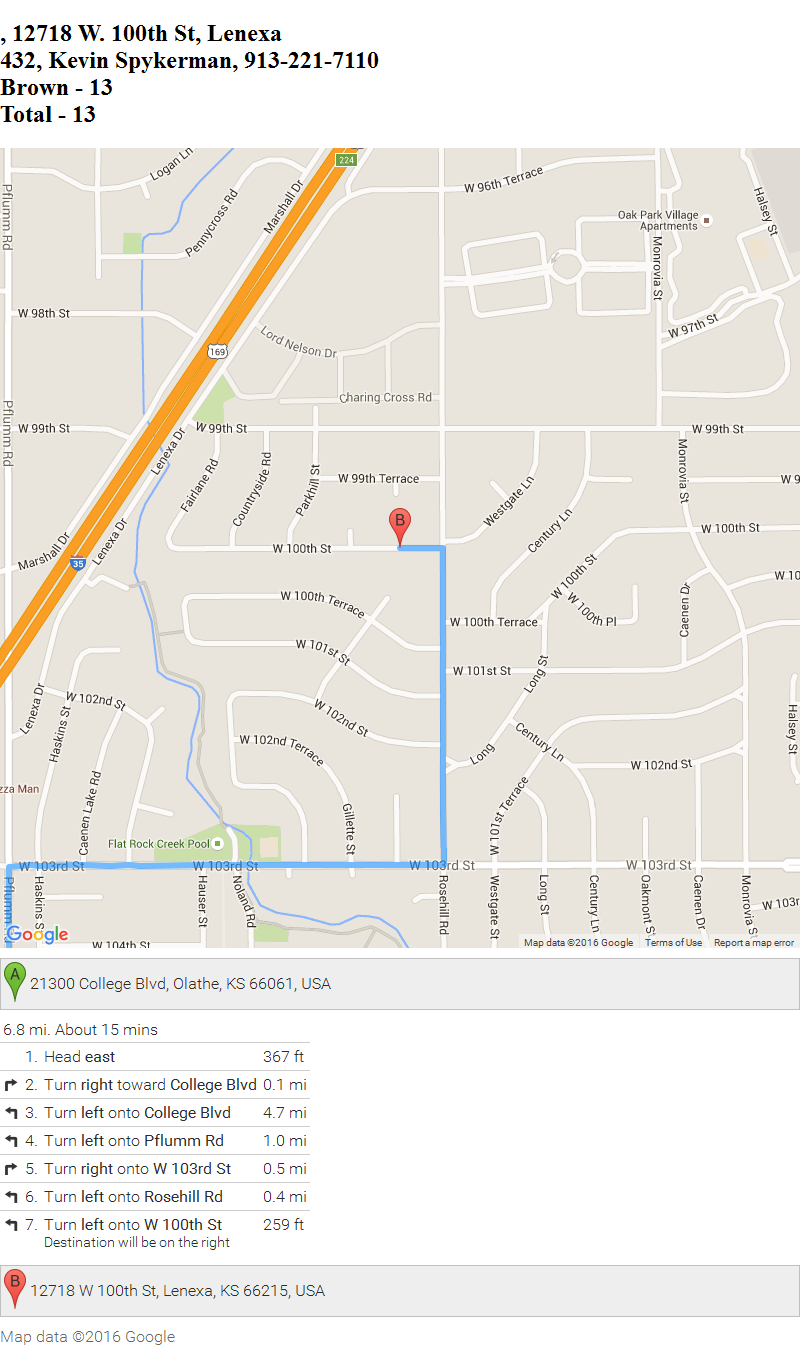 , 12718 W. 100th St, Lenexa
432, Kevin Spykerman, 913-221-7110
Brown - 13
Total - 13
224
Logan Ln
Pflumm Rd
Pennycross Rd
Marshall Dr
W 96th Terrace
Halsey St
Oak Park Village
Apartments
Monrovia St
W 98th St
169
Lord Nelson Dr
W 97th St
Charing Cross Rd
Pflumm Rd
W 99th St
W 99th St
W 99th St
Lenexa Dr
Fairlane Rd
Countryside Rd
Parkhill St
W 99th Terrace
Westgate Ln
Monrovia St
W 9
B
Century Ln
W 100th St
Marshall Dr
Lenexa Dr
W 100th St
35
W 100th St
W 10
W 100th Terrace
W 100th Pl
Caenen Dr
W 100th Terrace
W 101st St
W 101st St
Long St
Lenexa Dr
Haskins St
W 102nd St
W 102nd St
Halsey St
W 102nd Terrace
Long
Century Ln
W 102nd St
zza Man
Caenen Lake Rd
Gillette St
W 101st Terrace
Flat Rock Creek Pool
W 103rd St
W 103rd St
W 103rd St
W 103rd St
Pflumm Rd
Haskins S
Hauser St
Noland Rd
Rosehill Rd
Westgate St
Long St
Century Ln
Oakmont St
Caenen Dr
Monrovia St
W 103r
Google
W 104th St
Map data ©2016 Google
Terms of Use
Report a map error
A
21300 College Blvd, Olathe, KS 66061, USA
6.8 mi. About 15 mins
1. Head east 367 ft
2. Turn right toward College Blvd 0.1 mi
3. Turn left onto College Blvd 4.7 mi
4. Turn left onto Pflumm Rd 1.0 mi
5. Turn right onto W 103rd St 0.5 mi
6. Turn left onto Rosehill Rd 0.4 mi
7. Turn left onto W 100th St 259 ft
Destination will be on the right
B
12718 W 100th St, Lenexa, KS 66215, USA
Map data ©2016 Google